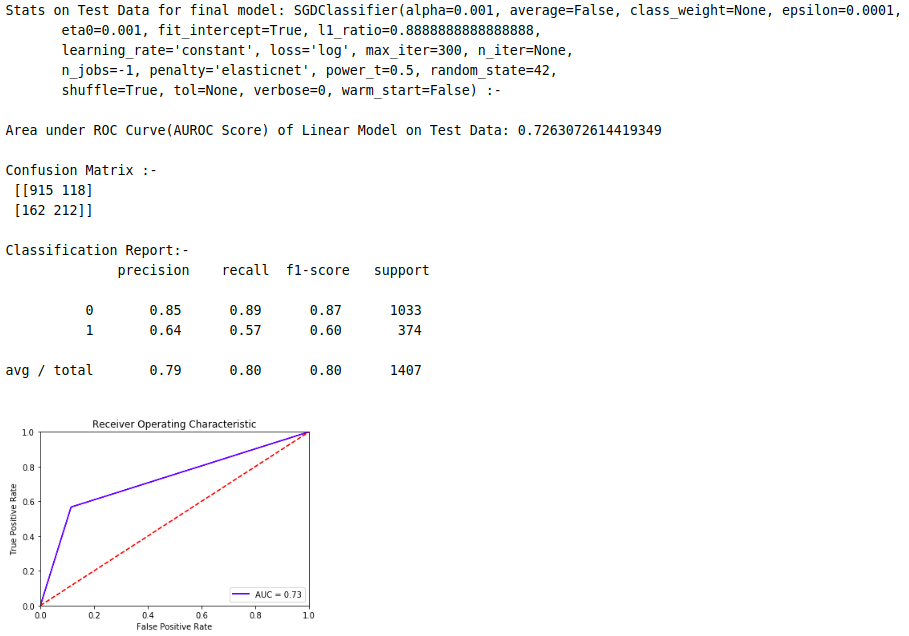 Stats on Test Data for final model: SGDClassifier(alpha=0.001, average=False, class_weight=None, epsilon=0.0001,
eta0=0.001, fit_intercept=True, l1_ratio=0.8888888888888888,
learning_rate='constant', loss='log', max_iter=300, n_iter=None,
n_jobs=-1, penalty='elasticnet', power_t=0.5, random_state=42,
shuffle=True, tol=None, verbose=0, warm_start=False) :-
Area under ROC Curve(AUROC Score) of Linear Model on Test Data: 0.7263072614419349
Confusion Matrix :-
[[915 118]
[162 212]]
Classification Report:-
precision recall f1-score support
0 0.85 0.89 0.87 1033
1 0.64 0.57 0.60 374
avg / total 0.79 0.80 0.80 1407
Receiver Operating Characteristic
1.0
0.8
0.6
0.4
0.2
0.0
True Positive Rate
AUC = 0.73
0.0 0.2 0.4 0.6 0.8 1.0
False Positive Rate